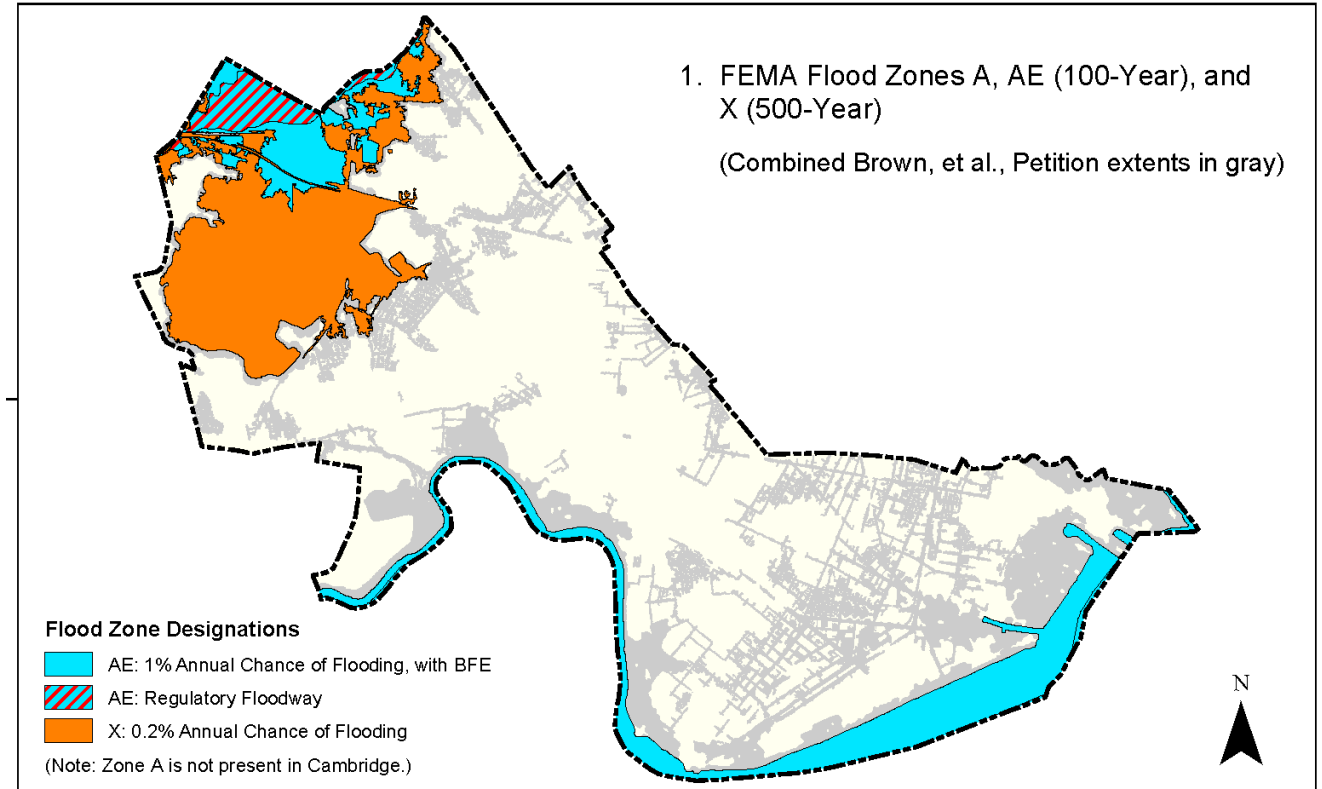 1. FEMA Flood Zones A, AE (100-Year), and
X (500-Year)
(Combined Brown, et al., Petition extents in gray)
Flood Zone Designations
AE: 1% Annual Chance of Flooding, with BFE
AE: Regulatory Floodway
X: 0.2% Annual Chance of Flooding
(Note: Zone A is not present in Cambridge.)
N